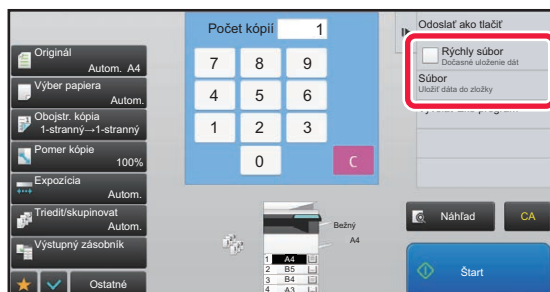 Originál
Autom. A4
Výber papiera
Autom.
Obojstr. kópia
1-stranný→1-stranný
Pomer kópie
100%
Expozícia
Autom.
Triediť/skupinovat
Autom.
Výstupný zásobník
Ostatné
Počet kópií 1
7 8 9
4 5 6
1 2 3
0 C
Bežný
A4
1 A4
2 B5
3 B4
4 A3
Odoslať ako tlačiť
Rýchly súbor
Dočasné uloženie dát
Súbor
Uložiť dáta do zložky
Náhľad
CA
Štart